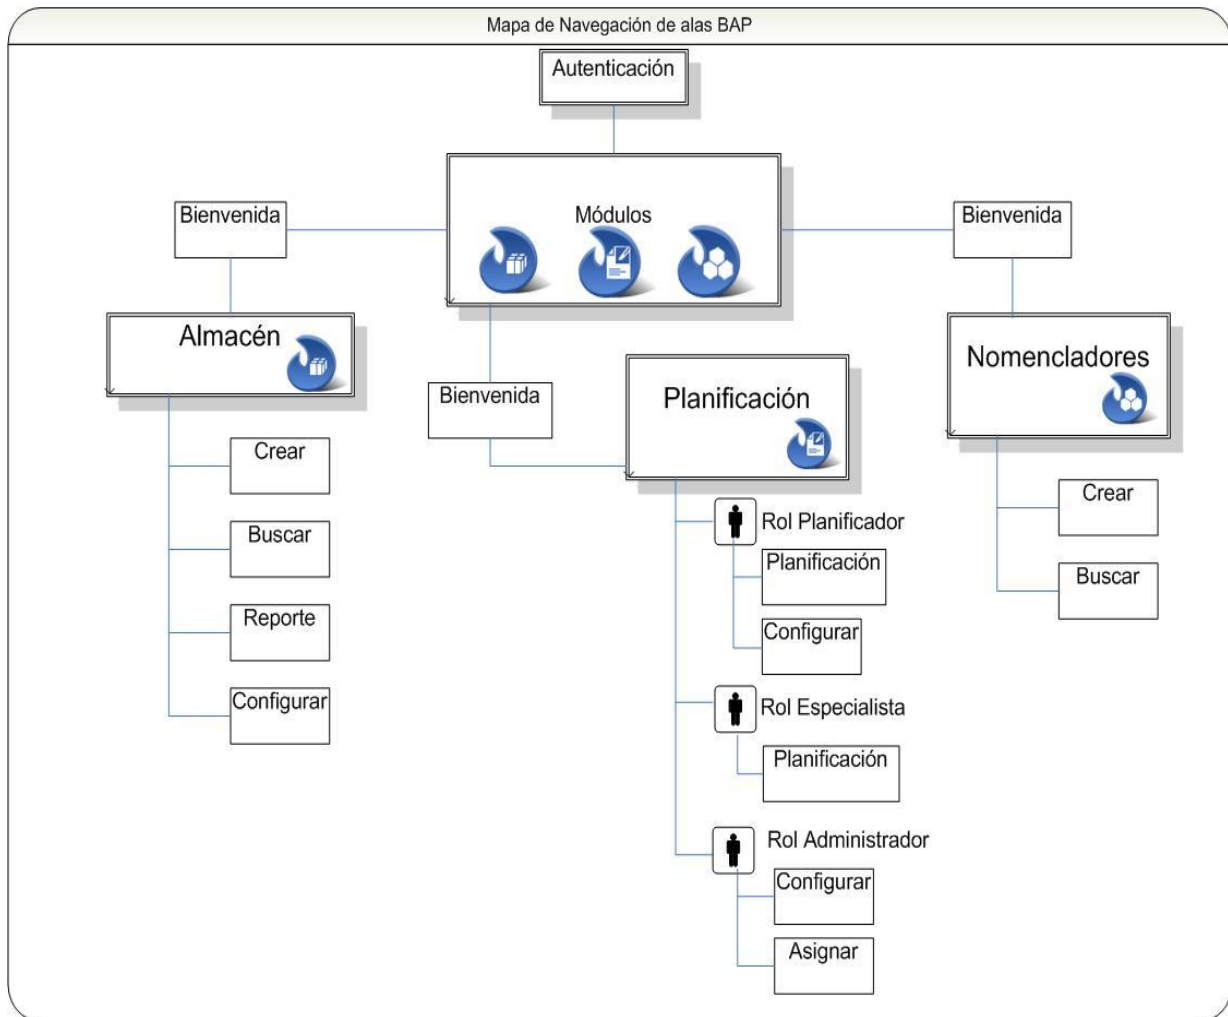 Mapa de Navegación de alas BAP
Autenticación
Módulos
Bienvenida
Bienvenida
Almacén
Crear
Buscar
Reporte
Configurar
Bienvenida
Planificación
Rol Planificador
Planificación
Configurar
Rol Especialista
Planificación
Rol Administrador
Configurar
Asignar
Nomencladores
Crear
Buscar